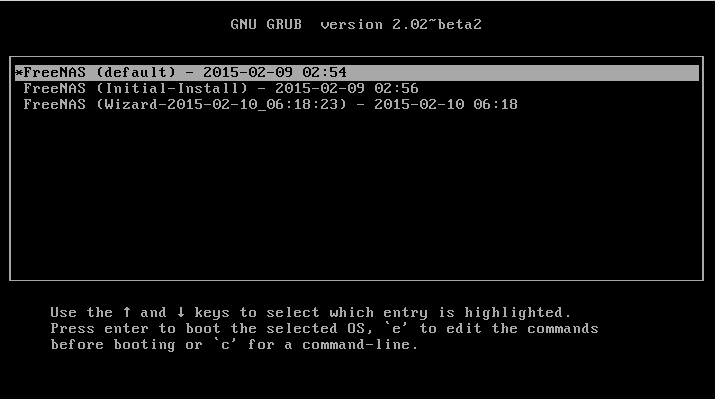 GNU GRUB  version 2.02~beta2
*FreeNAS (default) - 2015-02-09 02:54
FreeNAS (Initial-Install) - 2015-02-09 02:56
FreeNAS (Wizard-2015-02-10_06:18:23) - 2015-02-10 06:18
Use the ↑ and ↓ keys to select which entry is highlighted.
Press enter to boot the selected OS, `e' to edit the commands
before booting or `c' for a command-line.